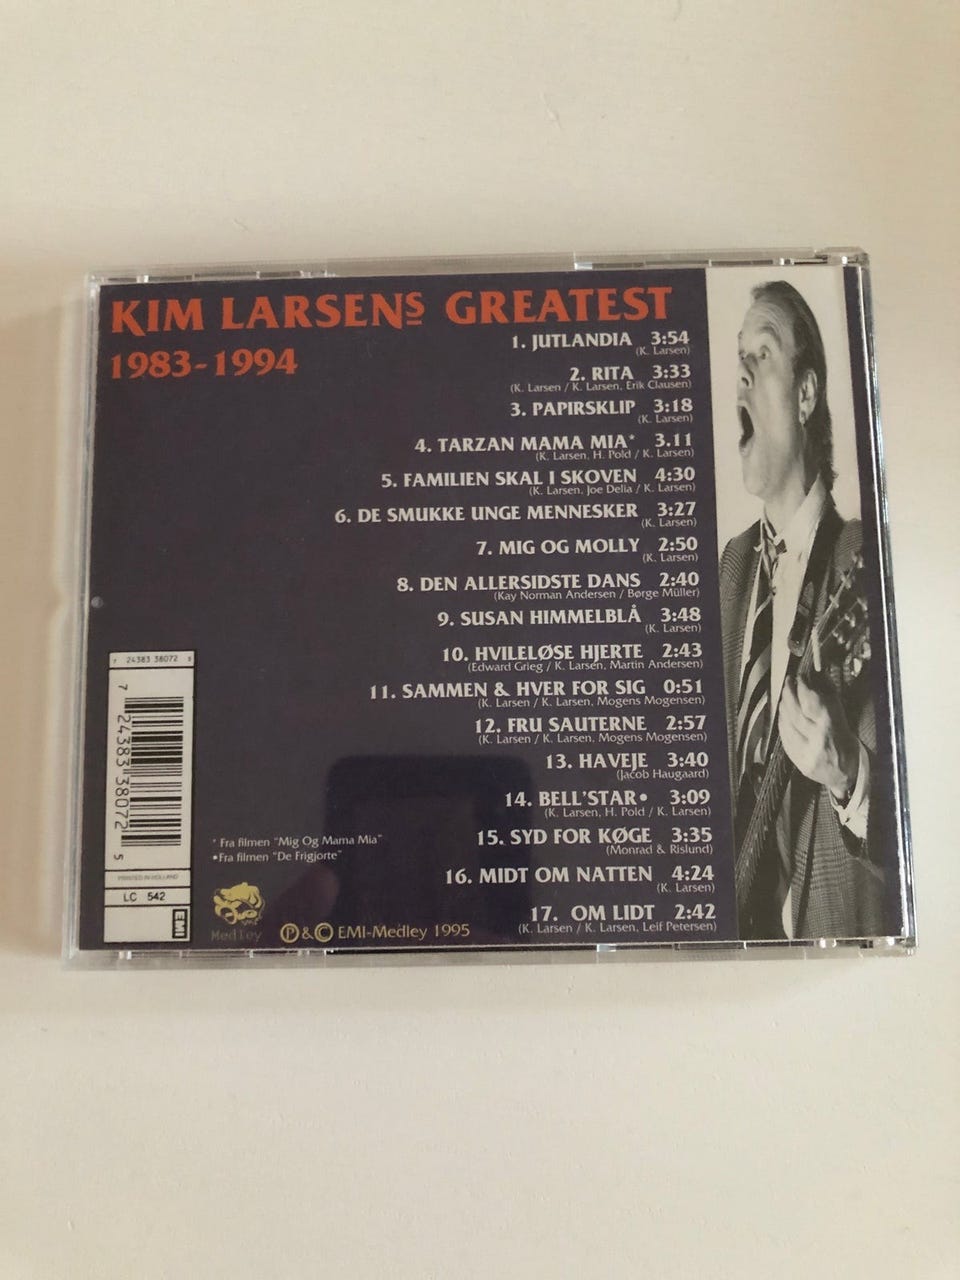 KIM LARSENS GREATEST
1983-1994
1. JUTLANDIA 3:54
(K. Larsen)
2. RITA 3:33
(K. Larsen / K. Larsen, Erik Clausen)
3. PAPIRSKLIP 3:18
(K. Larsen)
4. TARZAN MAMA MIA* 3.11
(K. Larsen, H. Pold / K. Larsen)
5. FAMILIEN SKAL I SKOVEN 4:30
(K. Larsen, Joe Delia / K. Larsen)
6. DE SMUKKE UNGE MENNESKER 3:27
(K. Larsen)
7. MIG OG MOLLY 2:50
(K. Larsen)
8. DEN ALLERSIDSTE DANS 2:40
(Kay Norman Andersen / Børge Müller)
9. SUSAN HIMMELBLÅ 3:48
(K. Larsen)
10. HVILELØSE HJERTE 2:43
(Edward Grieg / K. Larsen, Martin Andersen)
11. SAMMEN & HVER FOR SIG 0:51
(K. Larsen / K. Larsen, Mogens Mogensen)
12. FRU SAUTERNE 2:57
(K. Larsen / K. Larsen, Mogens Mogensen)
13. HAVEJE 3:40
(Jacob Haugaard)
14. BELL'STAR• 3:09
(K. Larsen, H. Pold / K. Larsen)
15. SYD FOR KØGE 3:35
(Monrad & Rislund)
16. MIDT OM NATTEN 4:24
(K. Larsen)
17. OM LIDT 2:42
(K. Larsen / K. Larsen, Leif Petersen)
7 24383 38072 5
7 24383 38072 5
PRINTED IN HOLLAND
LC 542
EMI
* Fra filmen "Mig Og Mama Mia"
• Fra filmen "De Frigjorte"
Medley
Ⓟ & © EMI-Medley 1995